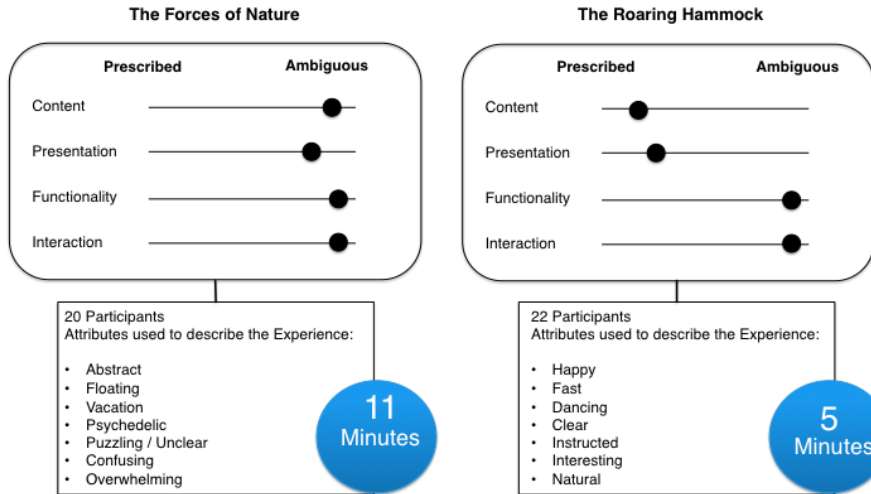 The Forces of Nature
Prescribed Ambiguous
Content
Presentation
Functionality
Interaction
20 Participants
Attributes used to describe the Experience:
• Abstract
• Floating
• Vacation
• Psychedelic
• Puzzling / Unclear
• Confusing
• Overwhelming
11
Minutes
The Roaring Hammock
Prescribed Ambiguous
Content
Presentation
Functionality
Interaction
22 Participants
Attributes used to describe the Experience:
• Happy
• Fast
• Dancing
• Clear
• Instructed
• Interesting
• Natural
5
Minutes